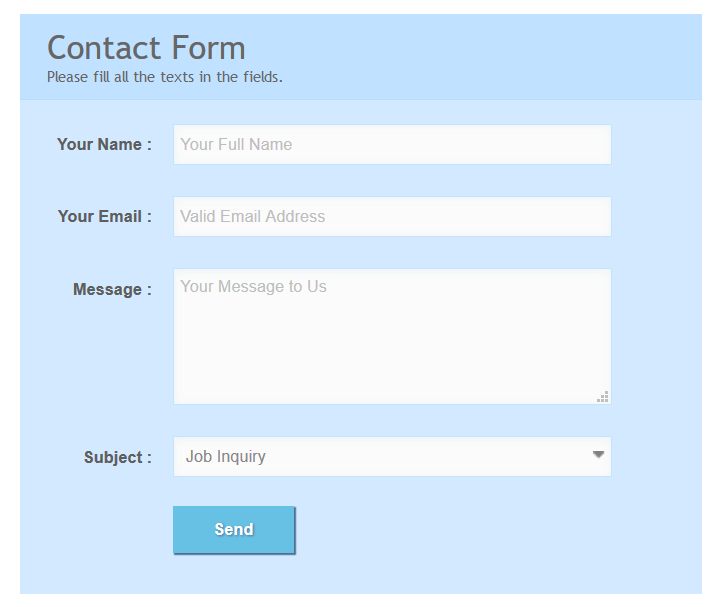 Contact Form
Please fill all the texts in the fields.
Your Name :
Your Full Name
Your Email :
Valid Email Address
Message :
Your Message to Us
Subject :
Job Inquiry
Send